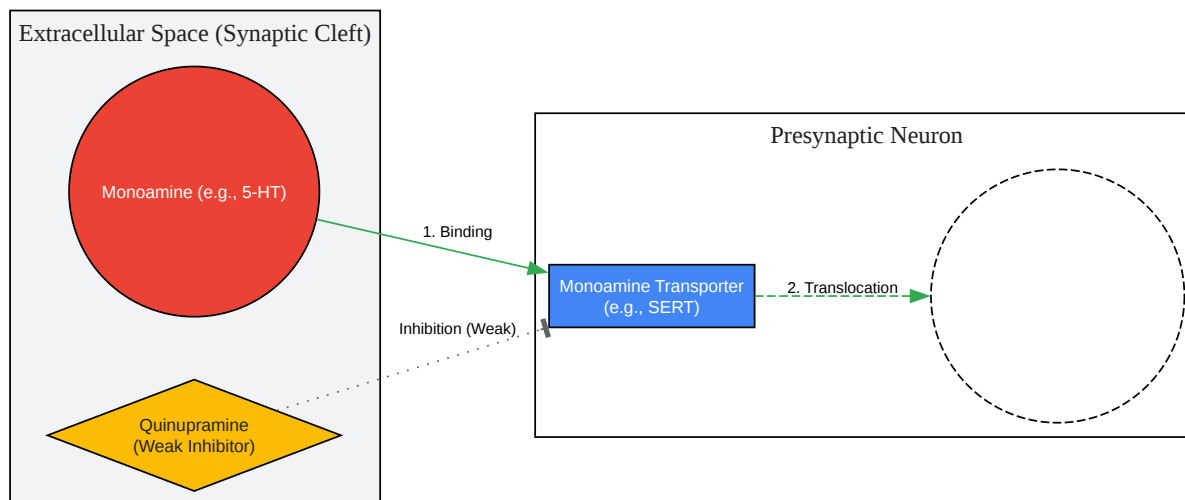 Extracellular Space (Synaptic Cleft)
Monoamine (e.g., 5-HT)
1. Binding
Inhibition (Weak)
Quinupramine
(Weak Inhibitor)
Presynaptic Neuron
Monoamine Transporter
(e.g., SERT)
2. Translocation